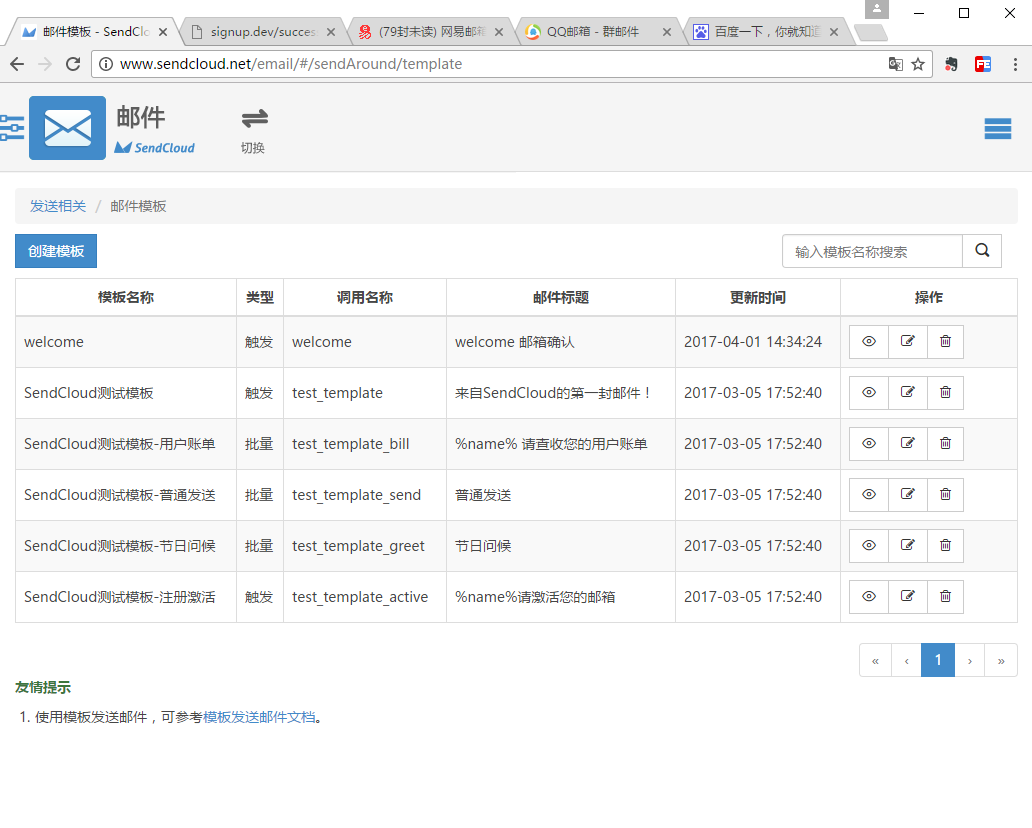 邮件模板 - SendClo
signup.dev/succes
(79封未读) 网易邮箱
QQ邮箱 - 群邮件
百度一下，你就知道
www.sendcloud.net/email/#/sendAround/template
邮件
SendCloud
切换
发送相关 / 邮件模板
创建模板
输入模板名称搜索
模板名称 类型 调用名称 邮件标题 更新时间 操作
welcome 触发 welcome welcome 邮箱确认 2017-04-01 14:34:24
SendCloud测试模板 触发 test_template 来自SendCloud的第一封邮件！ 2017-03-05 17:52:40
SendCloud测试模板-用户账单 批量 test_template_bill %name% 请查收您的用户账单 2017-03-05 17:52:40
SendCloud测试模板-普通发送 批量 test_template_send 普通发送 2017-03-05 17:52:40
SendCloud测试模板-节日问候 批量 test_template_greet 节日问候 2017-03-05 17:52:40
SendCloud测试模板-注册激活 触发 test_template_active %name%请激活您的邮箱 2017-03-05 17:52:40
« ‹ 1 › »
友情提示
1. 使用模板发送邮件，可参考模板发送邮件文档。